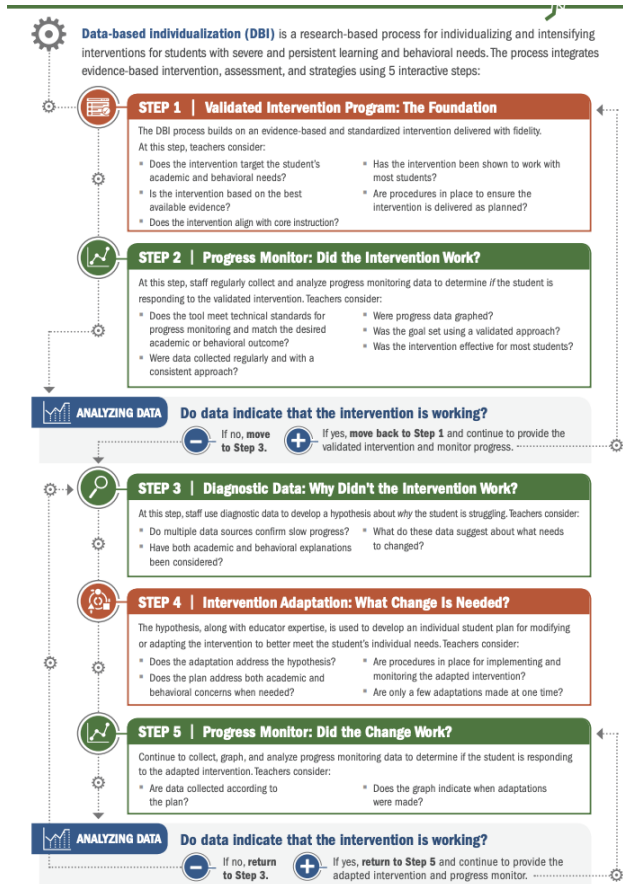 Data-based individualization (DBI) is a research-based process for individualizing and intensifying
interventions for students with severe and persistent learning and behavioral needs. The process integrates
evidence-based intervention, assessment, and strategies using 5 interactive steps:
STEP 1 | Validated Intervention Program: The Foundation
The DBI process builds on an evidence-based and standardized intervention delivered with fidelity.
At this step, teachers consider:
▪ Does the intervention target the student's
academic and behavioral needs?
▪ Is the intervention based on the best
available evidence?
▪ Does the intervention align with core instruction?
▪ Has the intervention been shown to work with
most students?
▪ Are procedures in place to ensure the
intervention is delivered as planned?
STEP 2 | Progress Monitor: Did the Intervention Work?
At this step, staff regularly collect and analyze progress monitoring data to determine if the student is
responding to the validated intervention. Teachers consider:
▪ Does the tool meet technical standards for
progress monitoring and match the desired
academic or behavioral outcome?
▪ Were data collected regularly and with a
consistent approach?
▪ Were progress data graphed?
▪ Was the goal set using a validated approach?
▪ Was the intervention effective for most students?
ANALYZING DATA
Do data indicate that the intervention is working?
If no, move
to Step 3.
If yes, move back to Step 1 and continue to provide the
validated intervention and monitor progress.
STEP 3 | Diagnostic Data: Why Didn't the Intervention Work?
At this step, staff use diagnostic data to develop a hypothesis about why the student is struggling. Teachers consider:
▪ Do multiple data sources confirm slow progress?
▪ Have both academic and behavioral explanations
been considered?
▪ What do these data suggest about what needs
to changed?
STEP 4 | Intervention Adaptation: What Change Is Needed?
The hypothesis, along with educator expertise, is used to develop an individual student plan for modifying
or adapting the intervention to better meet the student's individual needs. Teachers consider:
▪ Does the adaptation address the hypothesis?
▪ Does the plan address both academic and
behavioral concerns when needed?
▪ Are procedures in place for implementing and
monitoring the adapted intervention?
▪ Are only a few adaptations made at one time?
STEP 5 | Progress Monitor: Did the Change Work?
Continue to collect, graph, and analyze progress monitoring data to determine if the student is responding
to the adapted intervention. Teachers consider:
▪ Are data collected according to
the plan?
▪ Does the graph indicate when adaptations
were made?
ANALYZING DATA
Do data indicate that the intervention is working?
If no, return
to Step 3.
If yes, return to Step 5 and continue to provide the
adapted intervention and progress monitor.